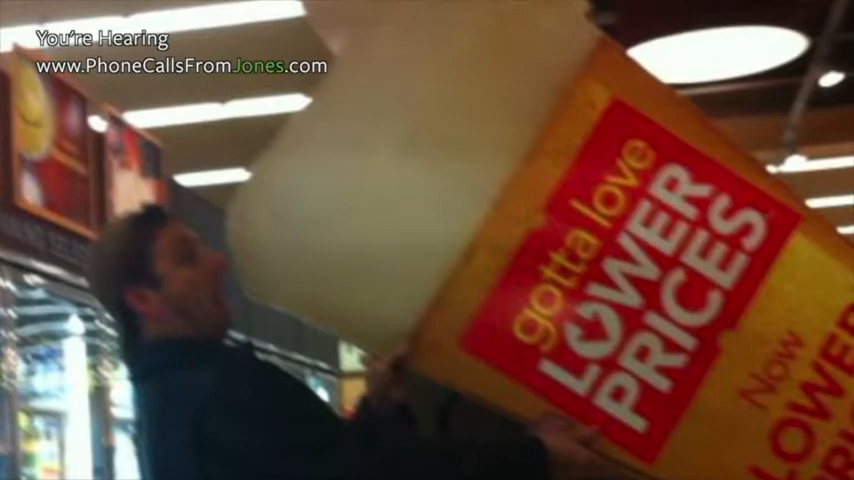 You're Hearing
www.PhoneCallsFromJones.com
gotta love
LOWER
PRICES
Now
LOWER